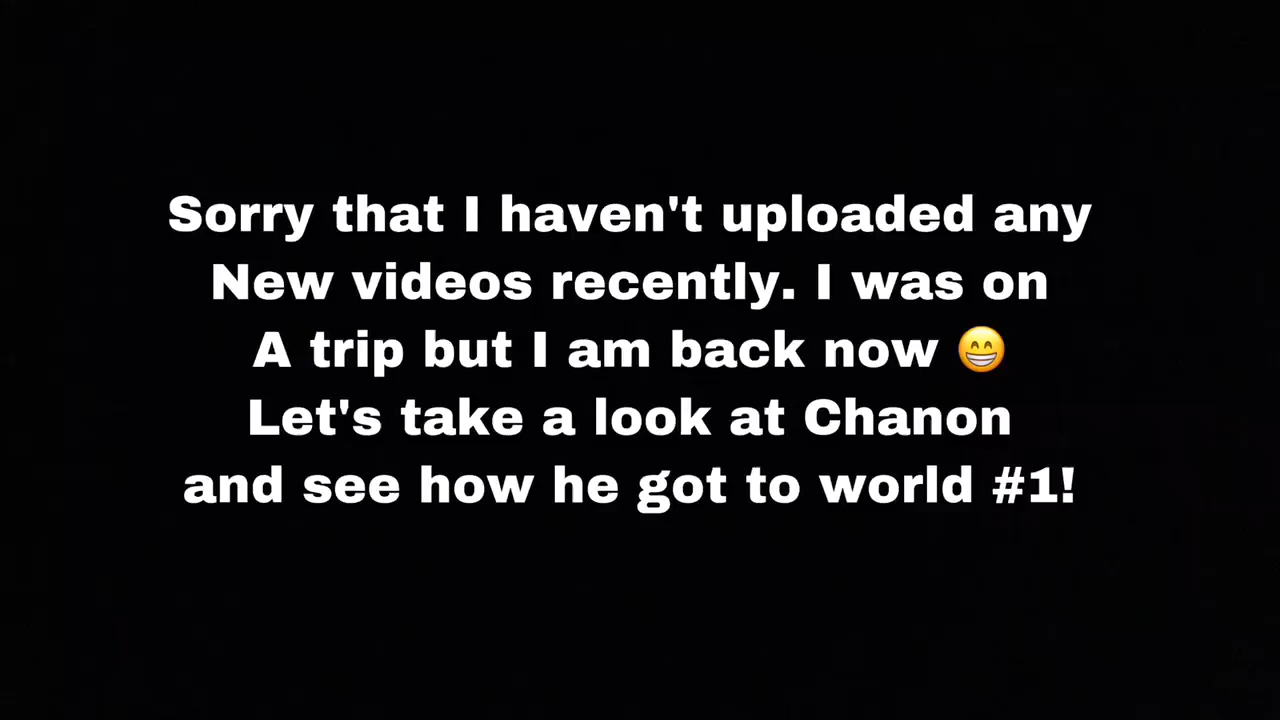 Sorry that I haven't uploaded any
New videos recently. I was on
A trip but I am back now 😁
Let's take a look at Chanon
and see how he got to world #1!